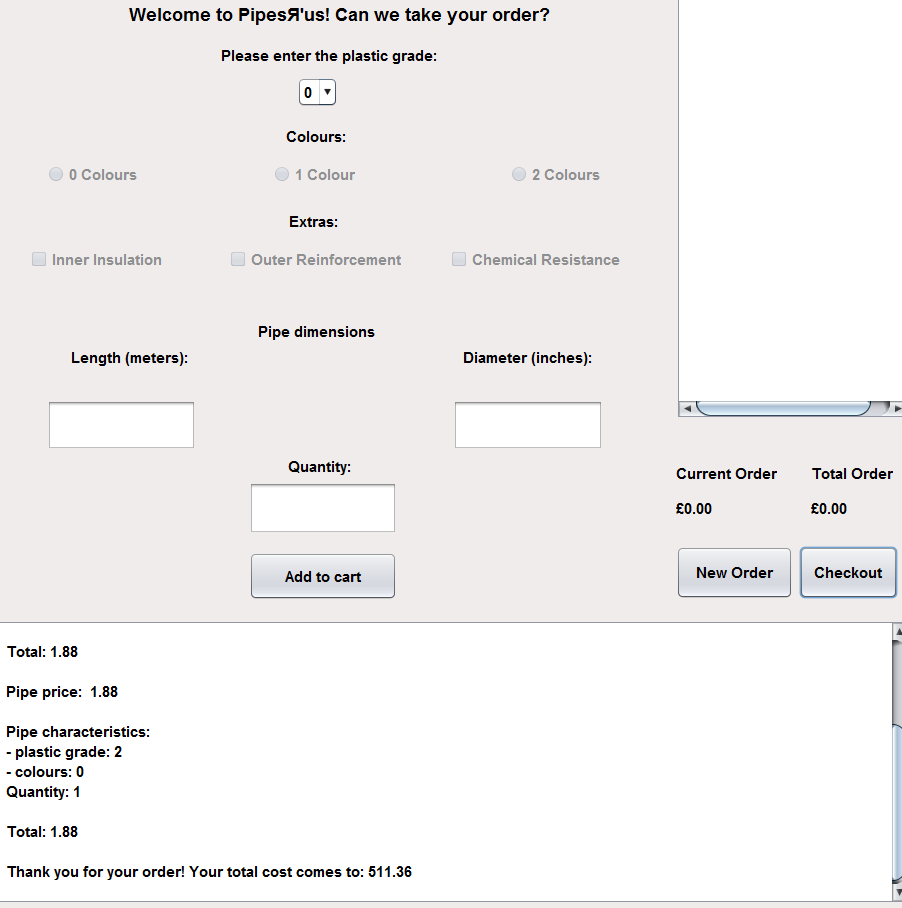 Welcome to PipesЯ'us! Can we take your order?
Please enter the plastic grade:
0
Colours:
0 Colours
1 Colour
2 Colours
Extras:
Inner Insulation
Outer Reinforcement
Chemical Resistance
Pipe dimensions
Length (meters):
Diameter (inches):
Quantity:
Add to cart
Current Order
Total Order
£0.00
£0.00
New Order
Checkout
Total: 1.88
Pipe price:  1.88
Pipe characteristics:
- plastic grade: 2
- colours: 0
Quantity: 1
Total: 1.88
Thank you for your order! Your total cost comes to: 511.36